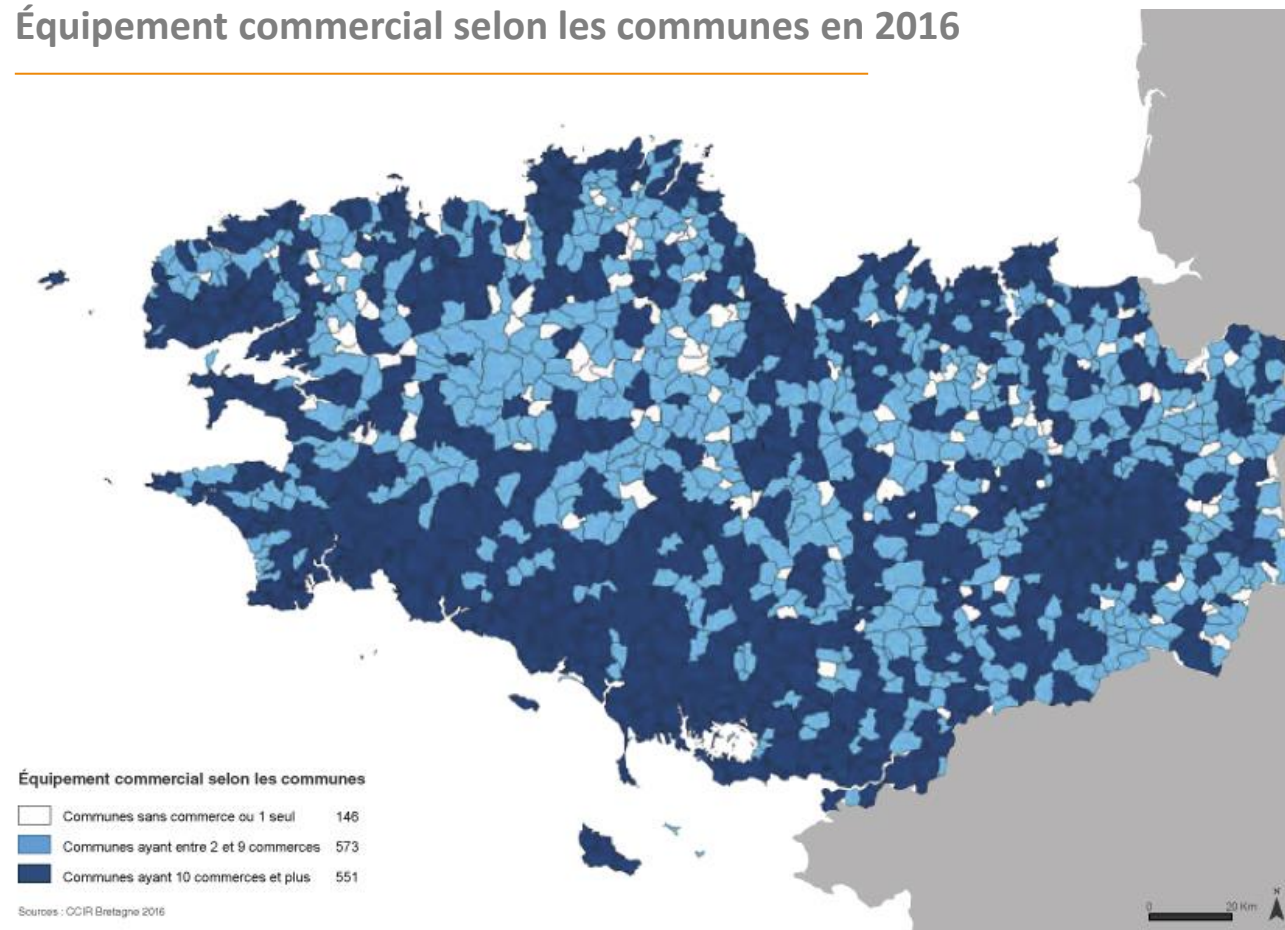 Équipement commercial selon les communes en 2016
Équipement commercial selon les communes
Communes sans commerce ou 1 seul 146
Communes ayant entre 2 et 9 commerces 573
Communes ayant 10 commerces et plus 551
Sources : CCIR Bretagne 2016
0 20 Km
N